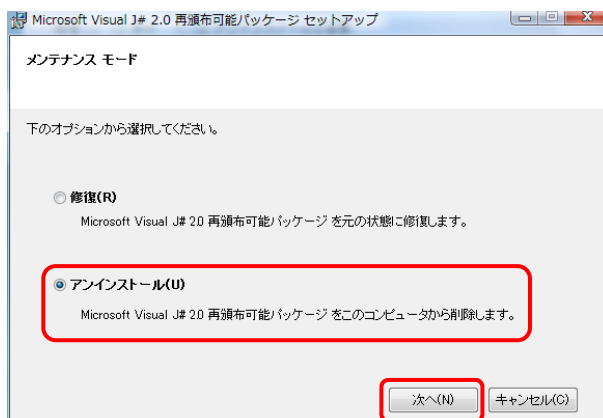 Microsoft Visual J# 2.0 再頒布可能パッケージ セットアップ
メンテナンス モード
下のオプションから選択してください。
修復(R)
Microsoft Visual J# 2.0 再頒布可能パッケージ を元の状態に修復します。
アンインストール(U)
Microsoft Visual J# 2.0 再頒布可能パッケージ をこのコンピュータから削除します。
次へ(N) キャンセル(C)